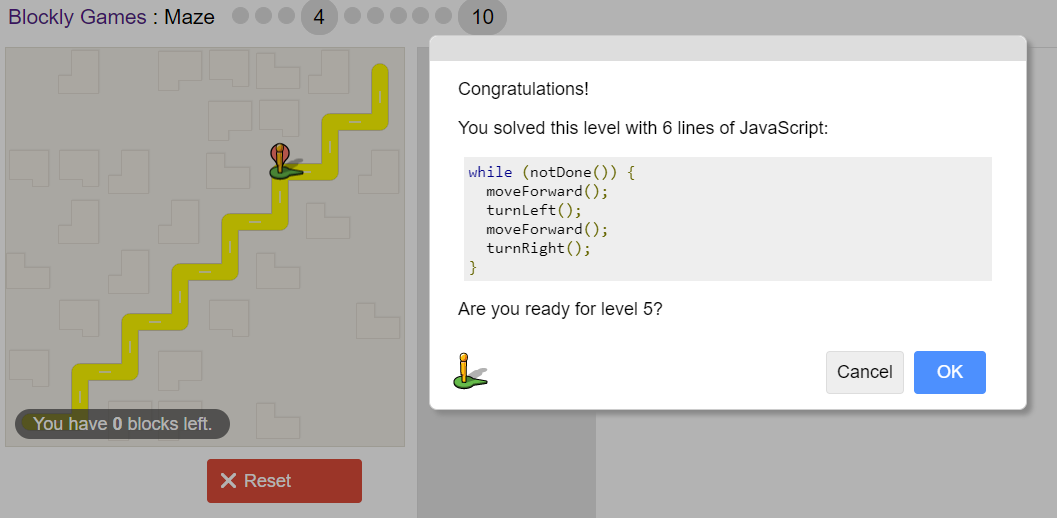 Blockly Games : Maze 4 10
Congratulations!
You solved this level with 6 lines of JavaScript:
while (notDone()) {
  moveForward();
  turnLeft();
  moveForward();
  turnRight();
}
Are you ready for level 5?
Cancel OK
You have 0 blocks left.
Reset